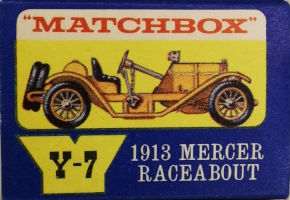 "MATCHBOX"
Y-7
1913 MERCER
RACEABOUT